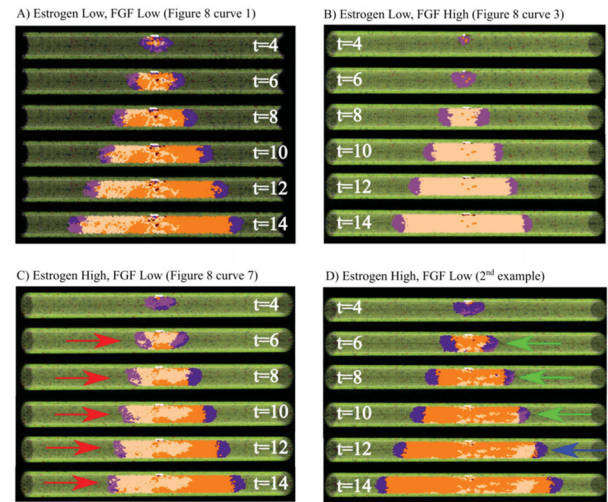 A) Estrogen Low, FGF Low (Figure 8 curve 1)
t=4
t=6
t=8
t=10
t=12
t=14
B) Estrogen Low, FGF High (Figure 8 curve 3)
t=4
t=6
t=8
t=10
t=12
t=14
C) Estrogen High, FGF Low (Figure 8 curve 7)
t=4
t=6
t=8
t=10
t=12
t=14
D) Estrogen High, FGF Low (2nd example)
t=4
t=6
t=8
t=10
t=12
t=14